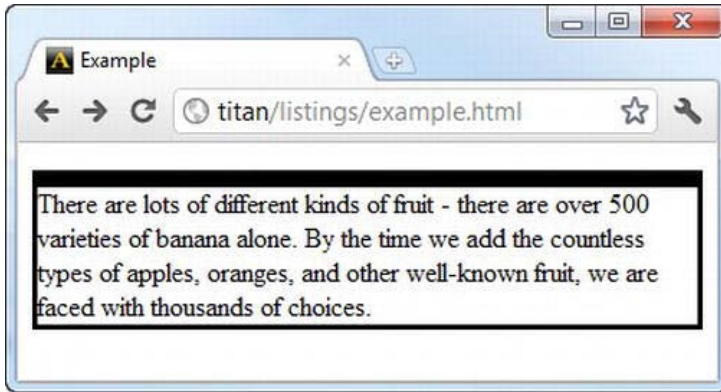 Example
titan/listings/example.html
There are lots of different kinds of fruit - there are over 500
varieties of banana alone. By the time we add the countless
types of apples, oranges, and other well-known fruit, we are
faced with thousands of choices.